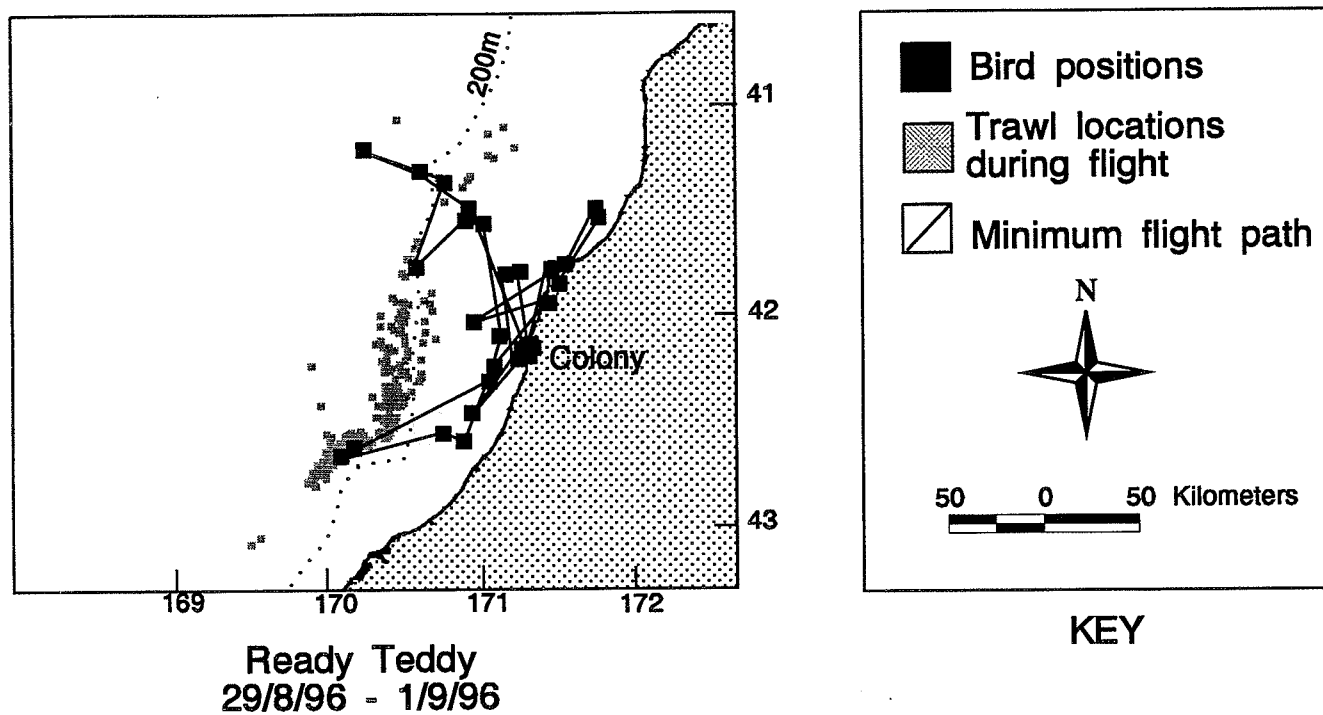 200m
41
42
43
Colony
169
170
171
172
Ready Teddy
29/8/96 - 1/9/96
Bird positions
Trawl locations
during flight
Minimum flight path
N
50 0 50 Kilometers
KEY